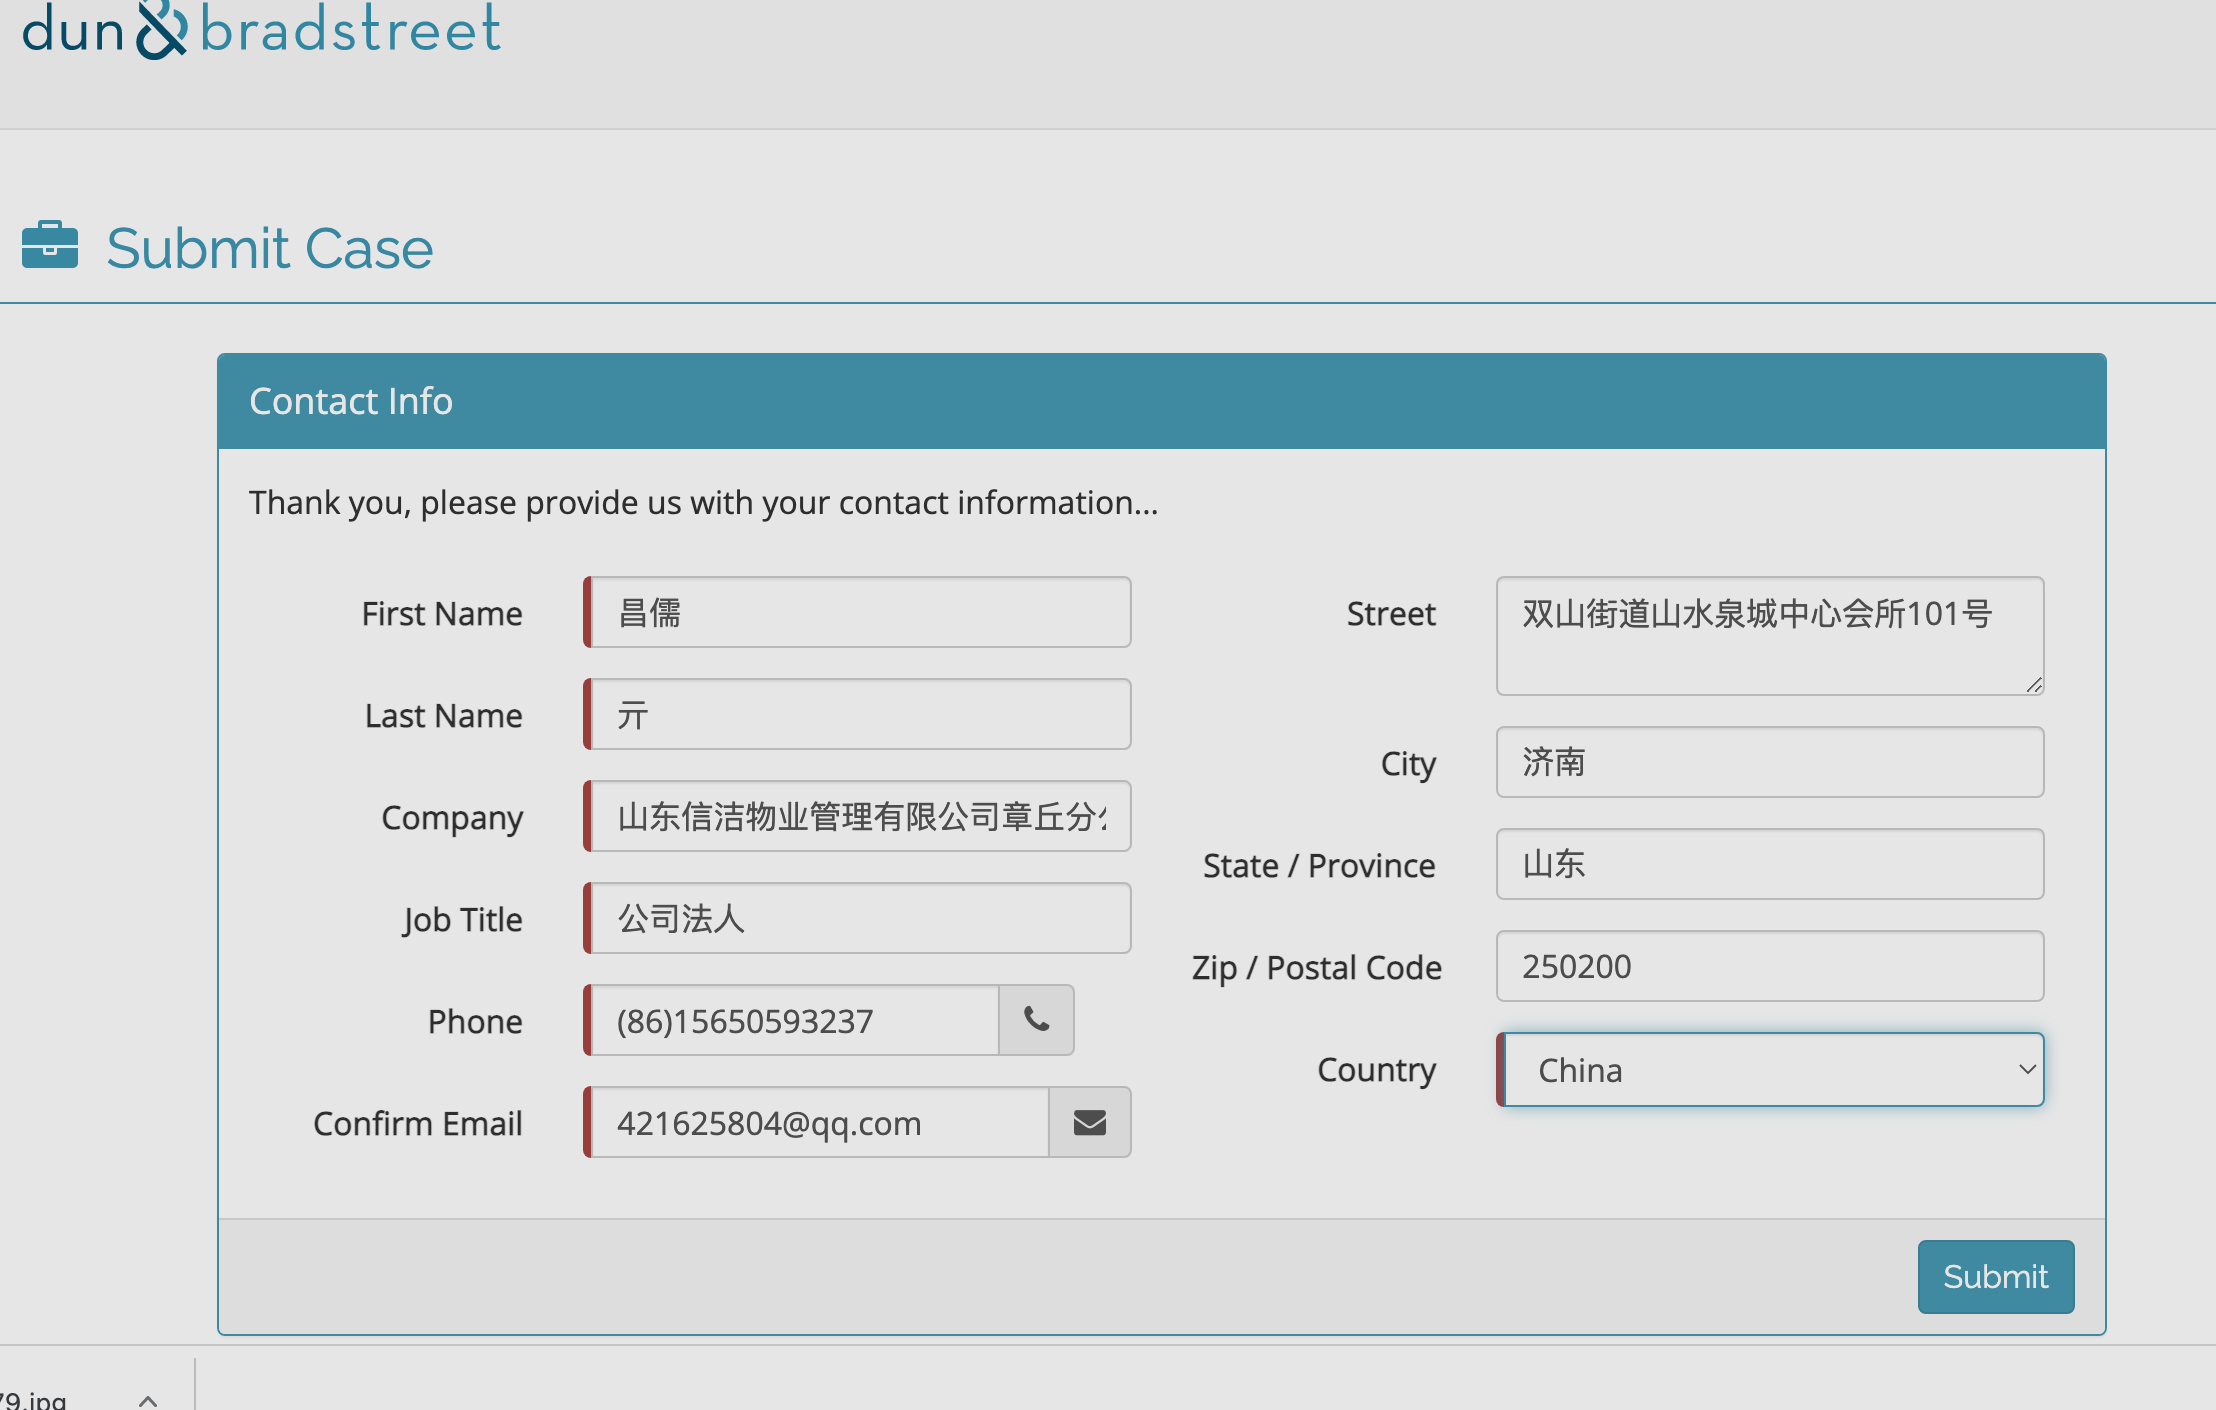 dun & bradstreet
Submit Case
Contact Info
Thank you, please provide us with your contact information...
First Name 昌儒
Last Name 亓
Company 山东信洁物业管理有限公司章丘分
Job Title 公司法人
Phone (86)15650593237
Confirm Email 421625804@qq.com
Street 双山街道山水泉城中心会所101号
City 济南
State / Province 山东
Zip / Postal Code 250200
Country China
Submit
79.jpg